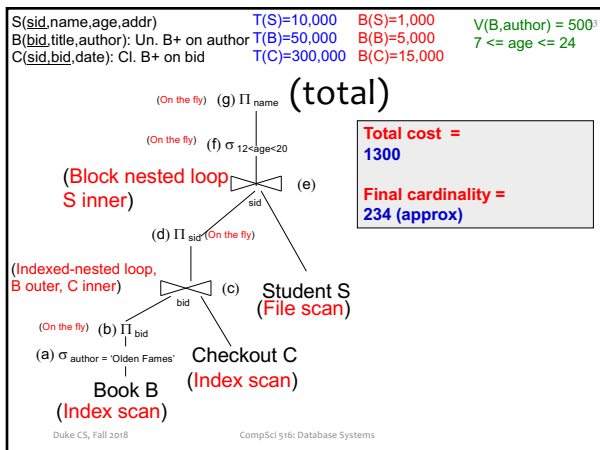 S(sid,name,age,addr) T(S)=10,000 B(S)=1,000 V(B,author) = 500
B(bid,title,author): Un. B+ on author T(B)=50,000 B(B)=5,000 7 <= age <= 24
C(sid,bid,date): Cl. B+ on bid T(C)=300,000 B(C)=15,000
(On the fly) (g) Π name (total)
(On the fly) (f) σ 12<age<20
Total cost =
1300
Final cardinality =
234 (approx)
(Block nested loop
S inner)
(e)
sid
(d) Π sid (On the fly)
(Indexed-nested loop,
B outer, C inner)
(c)
bid
Student S
(File scan)
(On the fly) (b) Π bid
(a) σ author = 'Olden Fames'
Checkout C
(Index scan)
Book B
(Index scan)
Duke CS, Fall 2018 CompSci 516: Database Systems